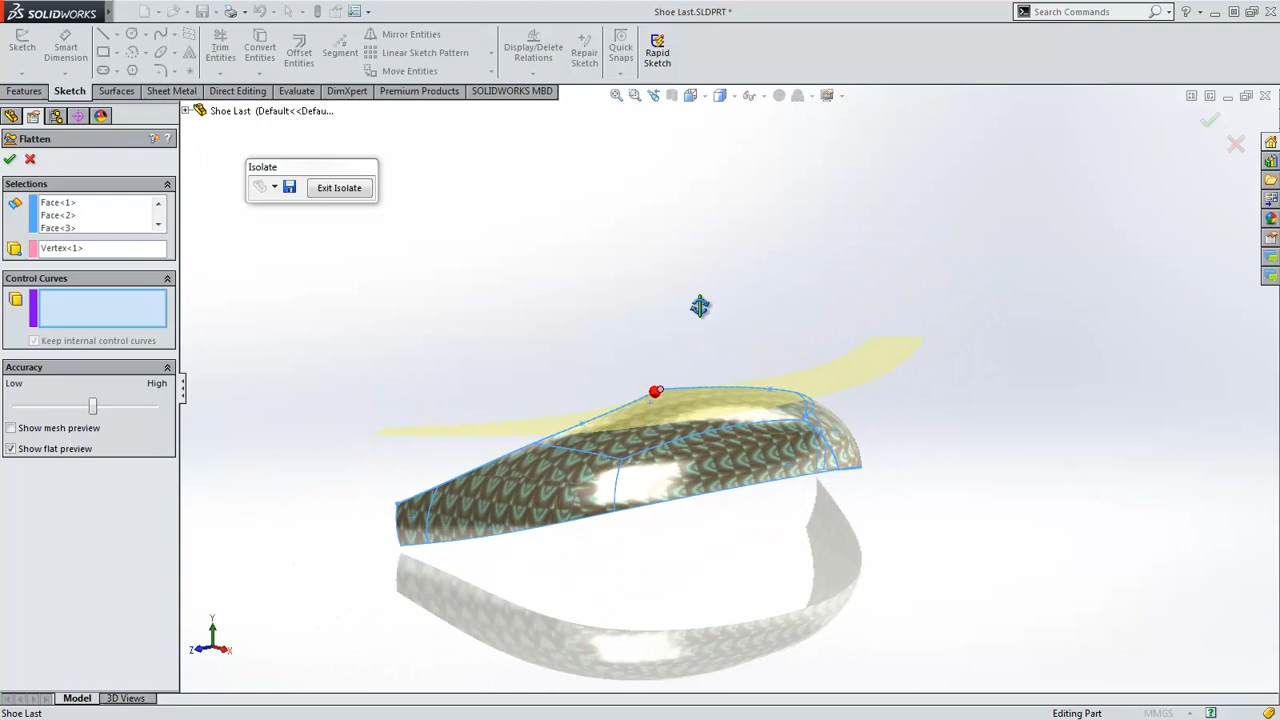 SOLIDWORKS
Shoe Last.SLDPRT *
Search Commands
Sketch
Smart Dimension
Trim Entities
Convert Entities
Offset Entities
Segment
Mirror Entities
Linear Sketch Pattern
Move Entities
Display/Delete Relations
Repair Sketch
Quick Snaps
Rapid Sketch
Features
Sketch
Surfaces
Sheet Metal
Direct Editing
Evaluate
DimXpert
Premium Products
SOLIDWORKS MBD
Shoe Last (Default<<Defau...
Flatten
Isolate
Exit Isolate
Selections
Face<1>
Face<2>
Face<3>
Vertex<1>
Control Curves
Keep internal control curves
Accuracy
Low High
Show mesh preview
Show flat preview
Y
Z X
Model
3D Views
Shoe Last
Editing Part
MMGS